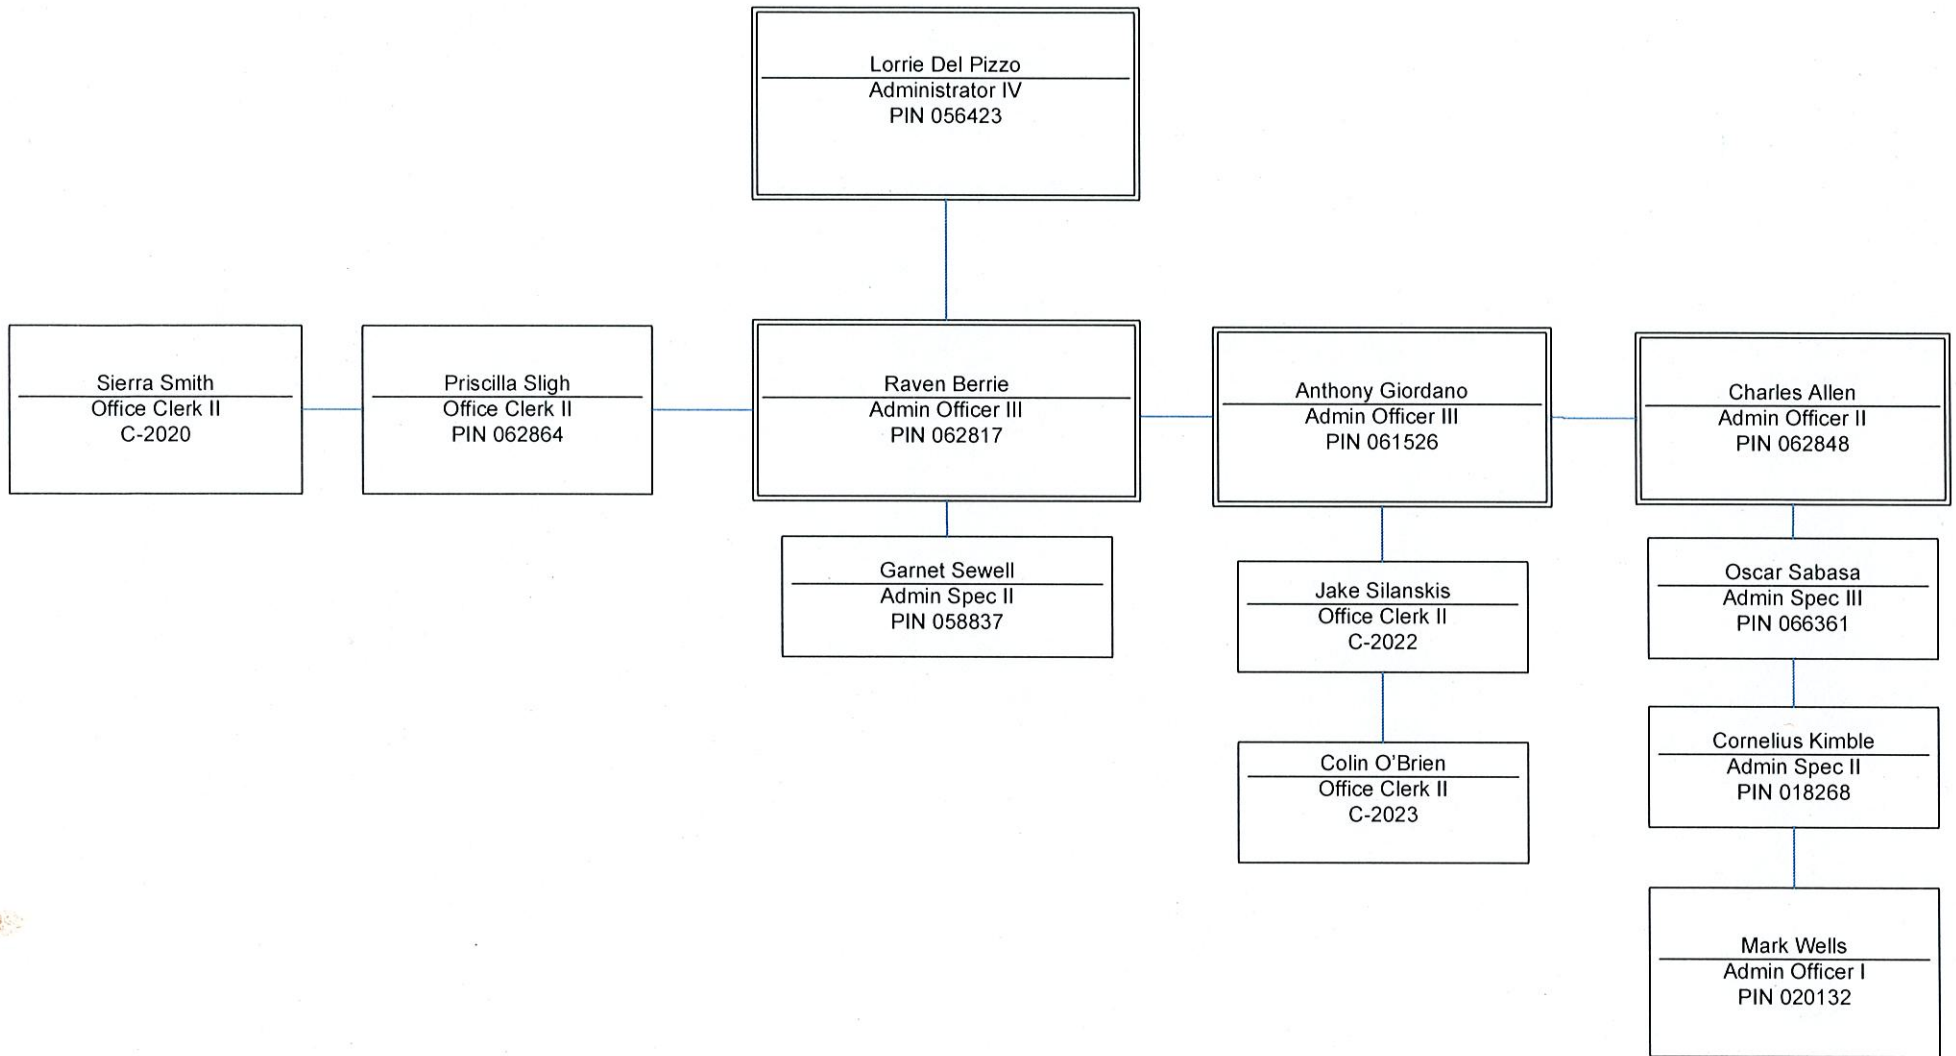 Lorrie Del Pizzo
Administrator IV
PIN 056423
Sierra Smith
Office Clerk II
C-2020
Priscilla Sligh
Office Clerk II
PIN 062864
Raven Berrie
Admin Officer III
PIN 062817
Anthony Giordano
Admin Officer III
PIN 061526
Charles Allen
Admin Officer II
PIN 062848
Garnet Sewell
Admin Spec II
PIN 058837
Jake Silanskis
Office Clerk II
C-2022
Oscar Sabasa
Admin Spec III
PIN 066361
Colin O’Brien
Office Clerk II
C-2023
Cornelius Kimble
Admin Spec II
PIN 018268
Mark Wells
Admin Officer I
PIN 020132